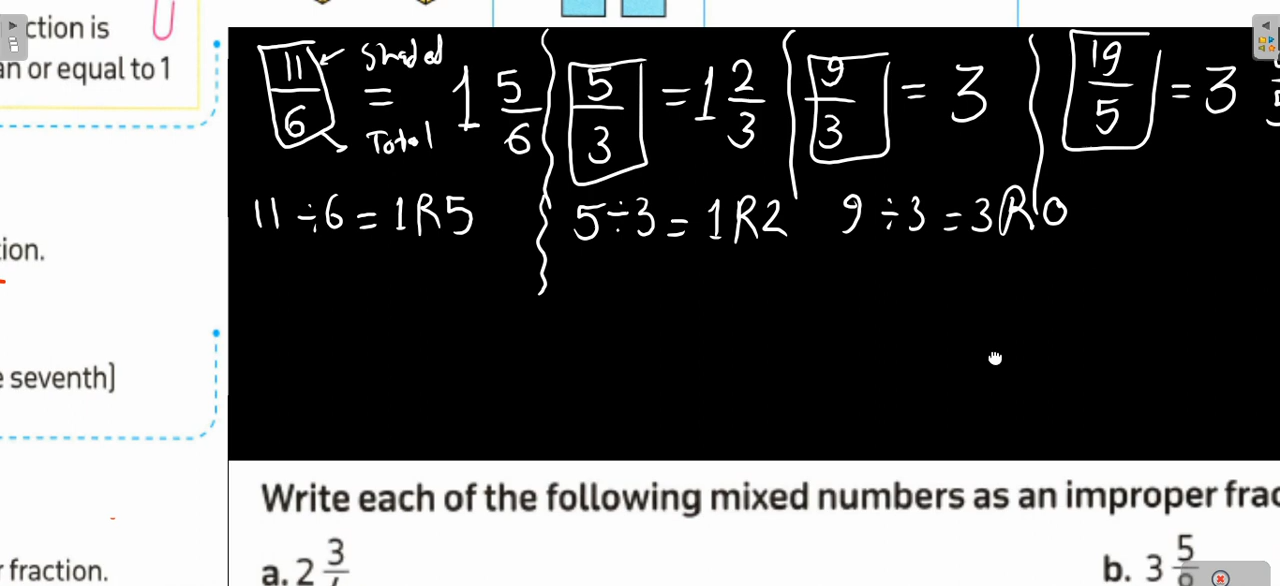 ction is
an or equal to 1
11/6 = 1 5/6
Shaded
Total
5/3 = 1 2/3
9/3 = 3
19/5 = 3
11 ÷ 6 = 1R5
5 ÷ 3 = 1R2
9 ÷ 3 = 3R0
ion.
e seventh)
Write each of the following mixed numbers as an improper frac
fraction.
a. 2 3/
b. 3 5/8